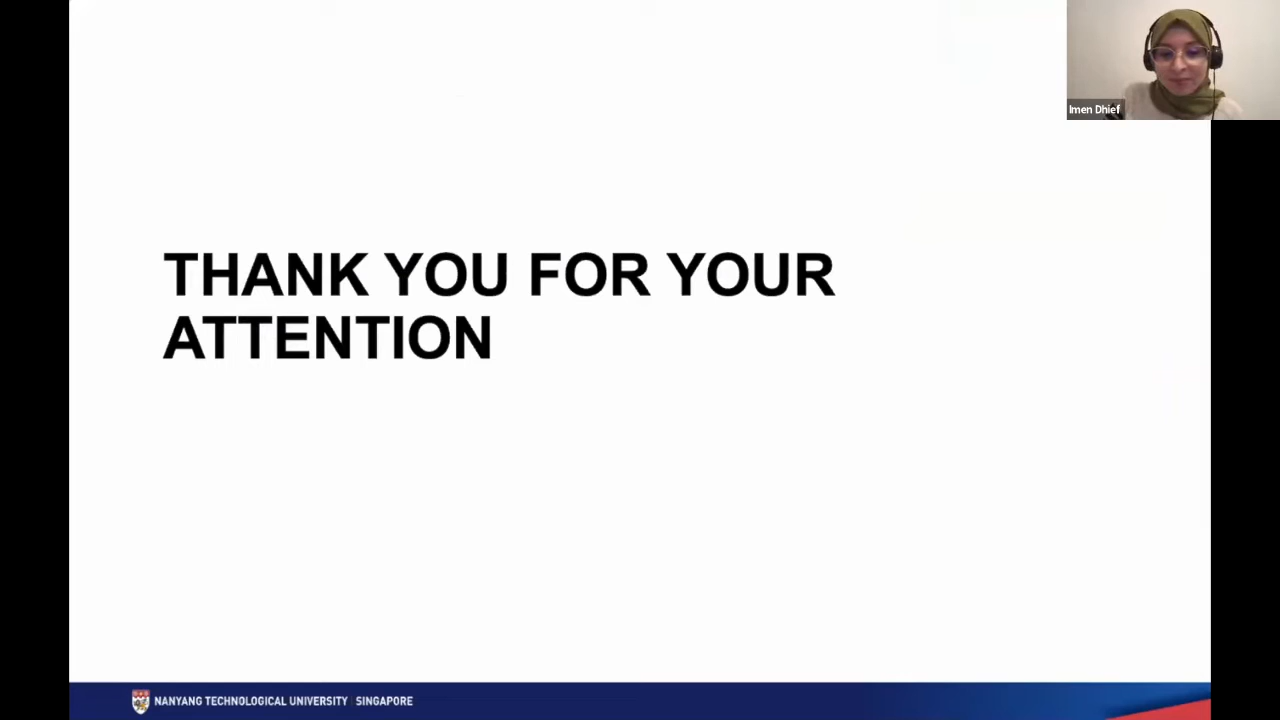 Imen Dhief
THANK YOU FOR YOUR
ATTENTION
NANYANG TECHNOLOGICAL UNIVERSITY | SINGAPORE